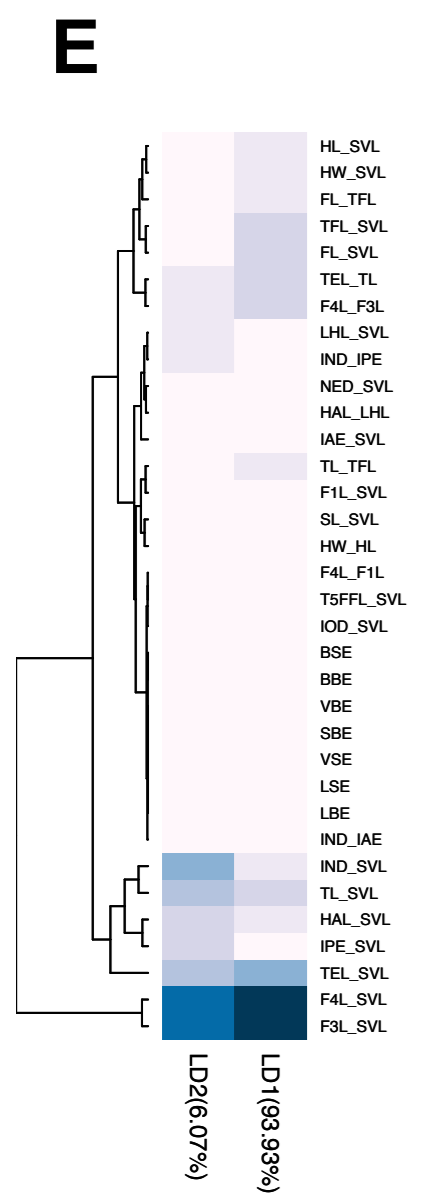 E
HL_SVL
HW_SVL
FL_TFL
TFL_SVL
FL_SVL
TEL_TL
F4L_F3L
LHL_SVL
IND_IPE
NED_SVL
HAL_LHL
IAE_SVL
TL_TFL
F1L_SVL
SL_SVL
HW_HL
F4L_F1L
T5FFL_SVL
IOD_SVL
BSE
BBE
VBE
SBE
VSE
LSE
LBE
IND_IAE
IND_SVL
TL_SVL
HAL_SVL
IPE_SVL
TEL_SVL
F4L_SVL
F3L_SVL
LD2(6.07%)
LD1(93.93%)